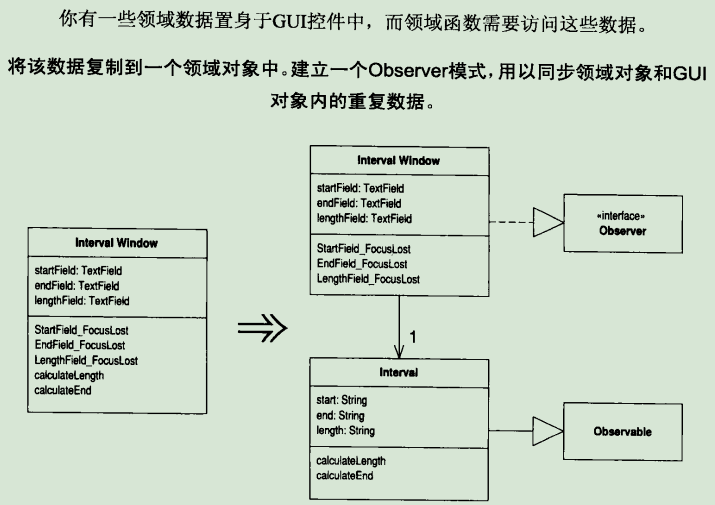 你有一些领域数据置身于GUI控件中，而领域函数需要访问这些数据。
将该数据复制到一个领域对象中。建立一个Observer模式，用以同步领域对象和GUI
对象内的重复数据。
Interval Window
startField: TextField
endField: TextField
lengthField: TextField
StartField_FocusLost
EndField_FocusLost
LengthField_FocusLost
calculateLength
calculateEnd
Interval Window
startField: TextField
endField: TextField
lengthField: TextField
StartField_FocusLost
EndField_FocusLost
LengthField_FocusLost
«interface»
Observer
1
Interval
start: String
end: String
length: String
calculateLength
calculateEnd
Observable